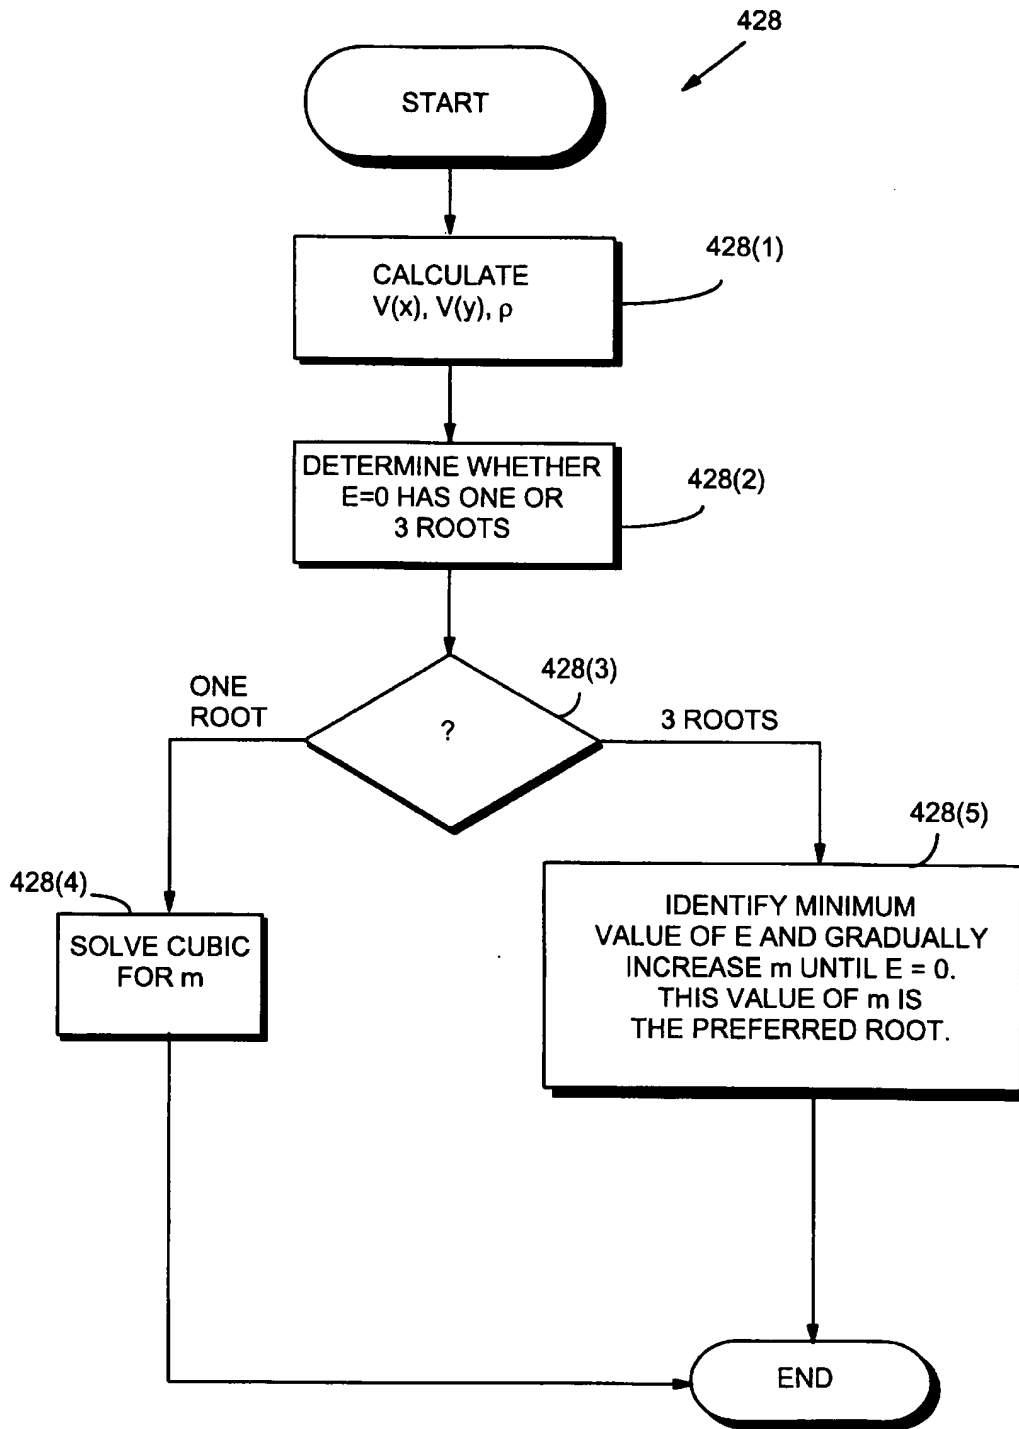 428
START
428(1)
CALCULATE
V(x), V(y), ρ
428(2)
DETERMINE WHETHER
E=0 HAS ONE OR
3 ROOTS
428(3)
ONE
ROOT
?
3 ROOTS
428(4)
SOLVE CUBIC
FOR m
428(5)
IDENTIFY MINIMUM
VALUE OF E AND GRADUALLY
INCREASE m UNTIL E = 0.
THIS VALUE OF m IS
THE PREFERRED ROOT.
END